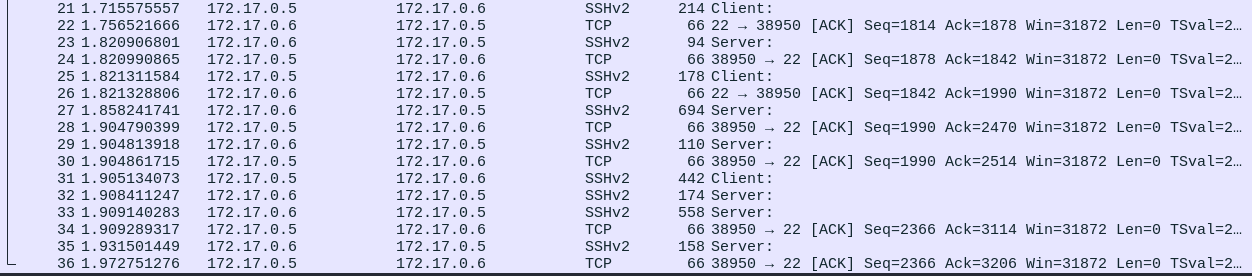 21 1.715575557 172.17.0.5 172.17.0.6 SSHv2 214 Client:
22 1.756521666 172.17.0.6 172.17.0.5 TCP 66 22 → 38950 [ACK] Seq=1814 Ack=1878 Win=31872 Len=0 TSval=2…
23 1.820906801 172.17.0.6 172.17.0.5 SSHv2 94 Server:
24 1.820990865 172.17.0.5 172.17.0.6 TCP 66 38950 → 22 [ACK] Seq=1878 Ack=1842 Win=31872 Len=0 TSval=2…
25 1.821311584 172.17.0.5 172.17.0.6 SSHv2 178 Client:
26 1.821328806 172.17.0.6 172.17.0.5 TCP 66 22 → 38950 [ACK] Seq=1842 Ack=1990 Win=31872 Len=0 TSval=2…
27 1.858241741 172.17.0.6 172.17.0.5 SSHv2 694 Server:
28 1.904790399 172.17.0.5 172.17.0.6 TCP 66 38950 → 22 [ACK] Seq=1990 Ack=2470 Win=31872 Len=0 TSval=2…
29 1.904813918 172.17.0.6 172.17.0.5 SSHv2 110 Server:
30 1.904861715 172.17.0.5 172.17.0.6 TCP 66 38950 → 22 [ACK] Seq=1990 Ack=2514 Win=31872 Len=0 TSval=2…
31 1.905134073 172.17.0.5 172.17.0.6 SSHv2 442 Client:
32 1.908411247 172.17.0.6 172.17.0.5 SSHv2 174 Server:
33 1.909140283 172.17.0.6 172.17.0.5 SSHv2 558 Server:
34 1.909289317 172.17.0.5 172.17.0.6 TCP 66 38950 → 22 [ACK] Seq=2366 Ack=3114 Win=31872 Len=0 TSval=2…
35 1.931501449 172.17.0.6 172.17.0.5 SSHv2 158 Server:
36 1.972751276 172.17.0.5 172.17.0.6 TCP 66 38950 → 22 [ACK] Seq=2366 Ack=3206 Win=31872 Len=0 TSval=2…